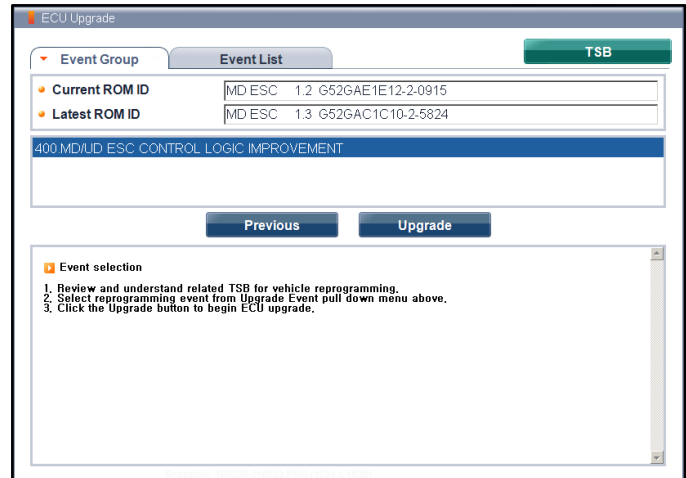 ECU Upgrade
Event Group
Event List
TSB
Current ROM ID
MD ESC 1.2 G52GAE1E12-2-0915
Latest ROM ID
MD ESC 1.3 G52GAC1C10-2-5824
400.MD/UD ESC CONTROL LOGIC IMPROVEMENT
Previous
Upgrade
Event selection
1. Review and understand related TSB for vehicle reprogramming.
2. Select reprogramming event from Upgrade Event pull down menu above.
3. Click the Upgrade button to begin ECU upgrade.